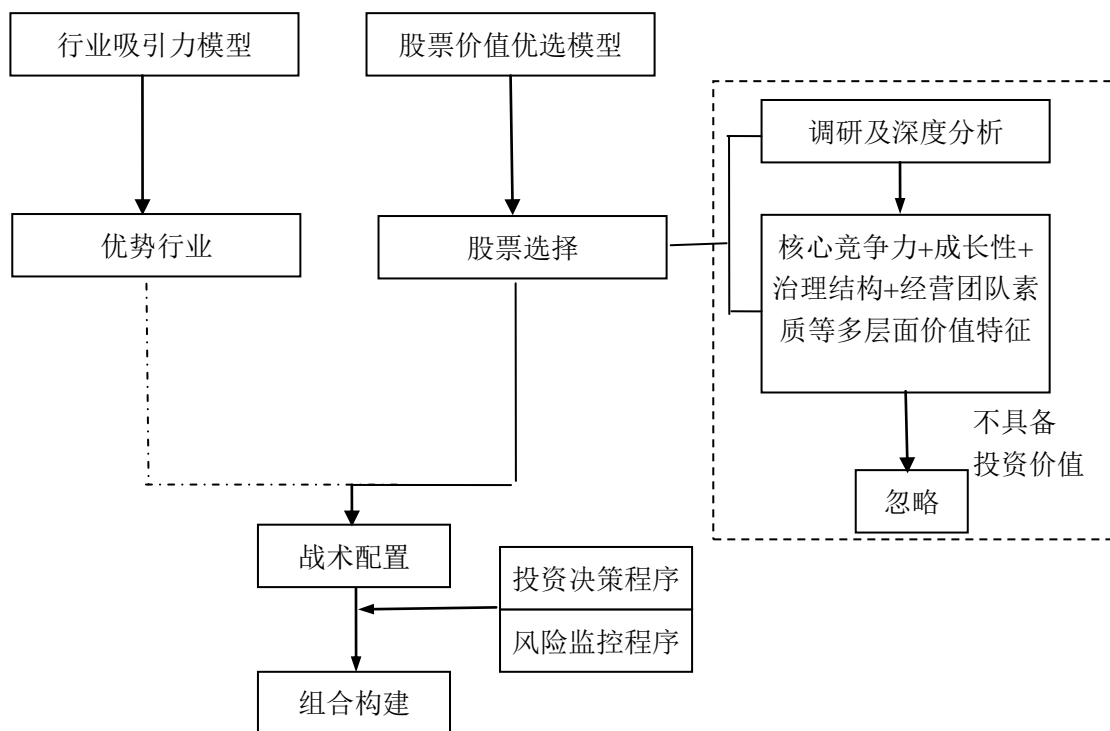 行业吸引力模型
股票价值优选模型
调研及深度分析
优势行业
股票选择
核心竞争力+成长性+
治理结构+经营团队素
质等多层面价值特征
不具备
投资价值
忽略
战术配置
投资决策程序
风险监控程序
组合构建